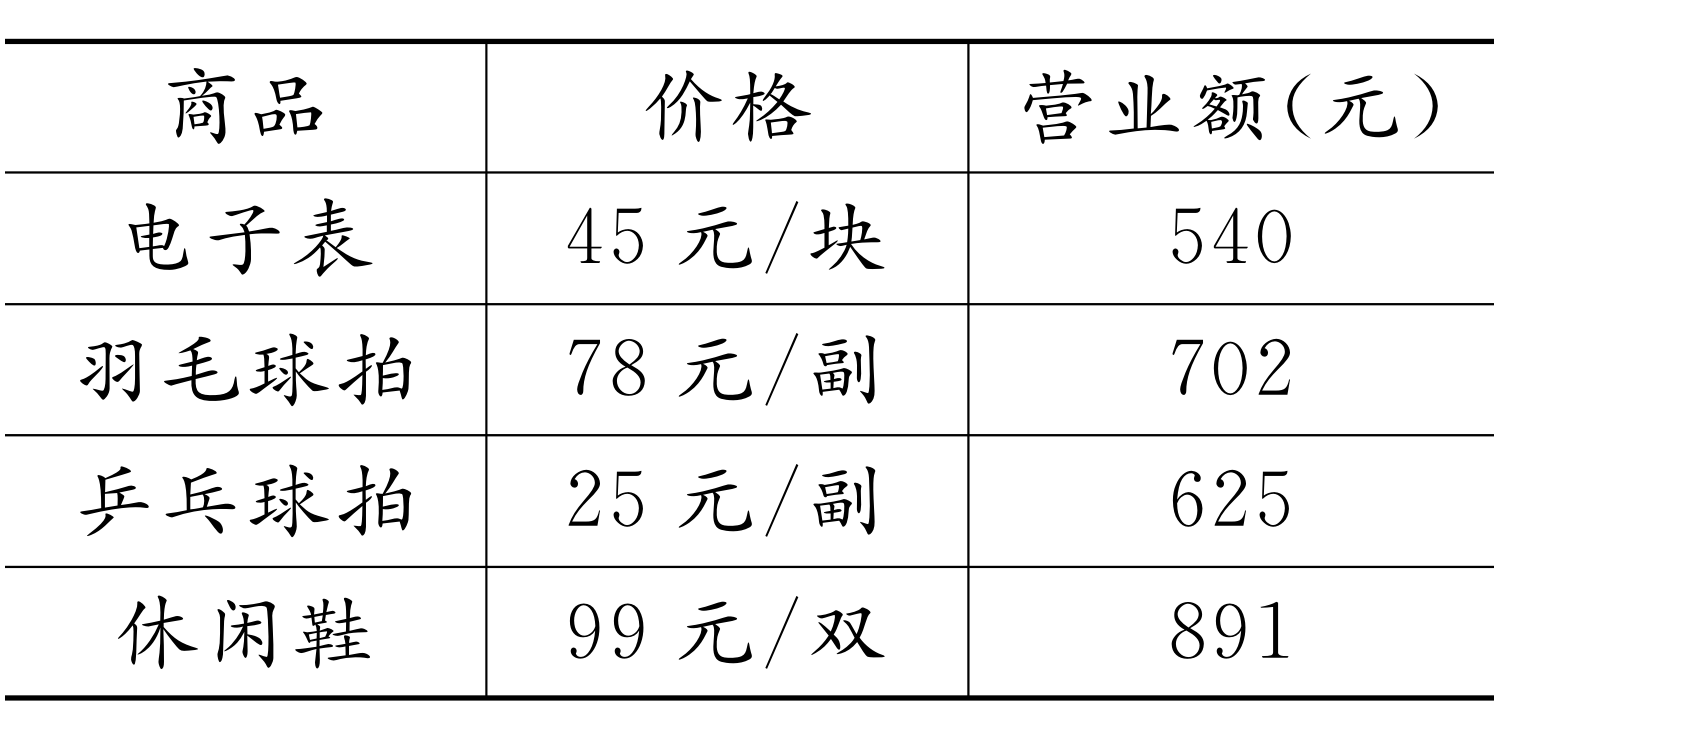 商品 价格 营业额(元)
电子表 45 元/块 540
羽毛球拍 78 元/副 702
乒乓球拍 25 元/副 625
休闲鞋 99 元/双 891